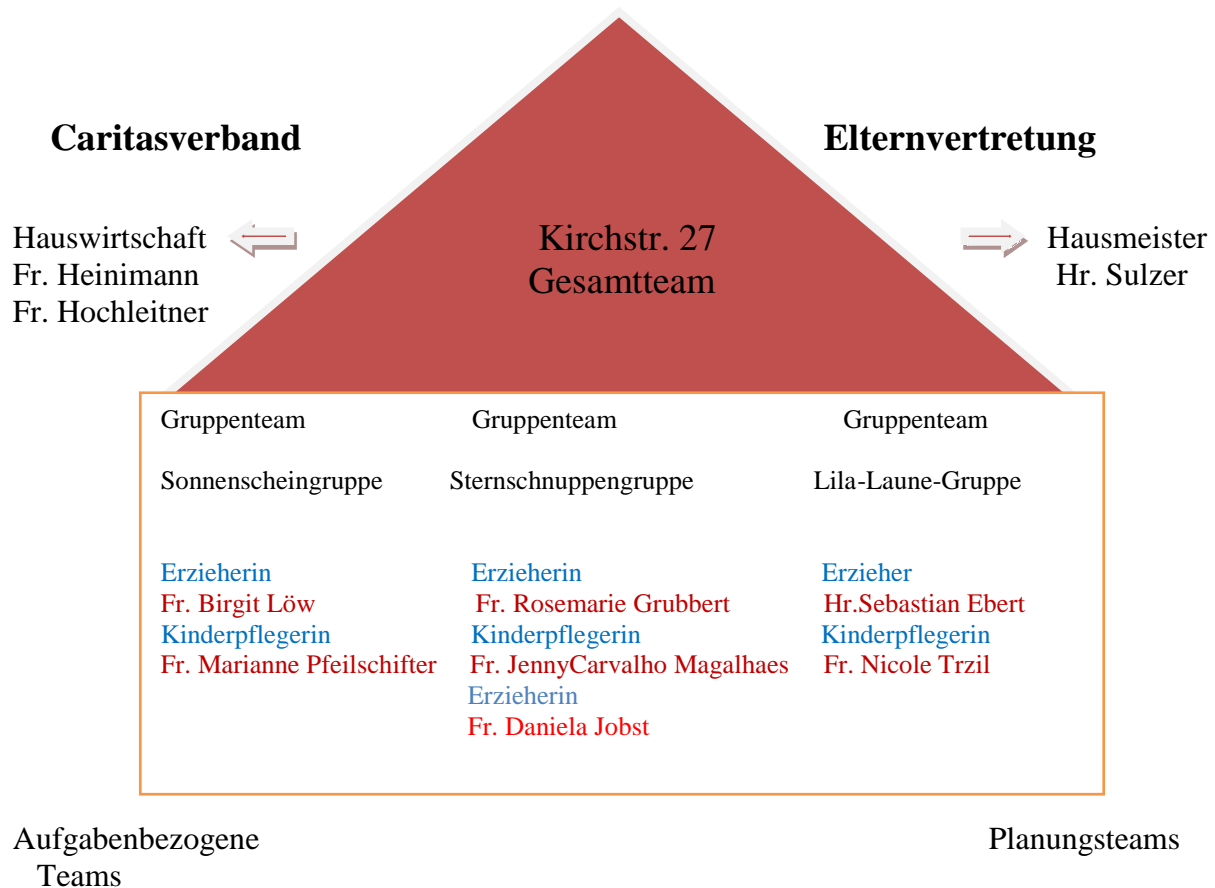 Caritasverband
Elternvertretung
Hauswirtschaft
Fr. Heinimann
Fr. Hochleitner
Kirchstr. 27
Gesamtteam
Hausmeister
Hr. Sulzer
Gruppenteam Gruppenteam Gruppenteam
Sonnenscheingruppe Sternschnuppengruppe Lila-Laune-Gruppe
Erzieherin Erzieherin Erzieher
Fr. Birgit Löw Fr. Rosemarie Grubbert Hr.Sebastian Ebert
Kinderpflegerin Kinderpflegerin Kinderpflegerin
Fr. Marianne Pfeilschifter Fr. JennyCarvalho Magalhaes Fr. Nicole Trzil
Erzieherin
Fr. Daniela Jobst
Aufgabenbezogene Planungsteams
Teams